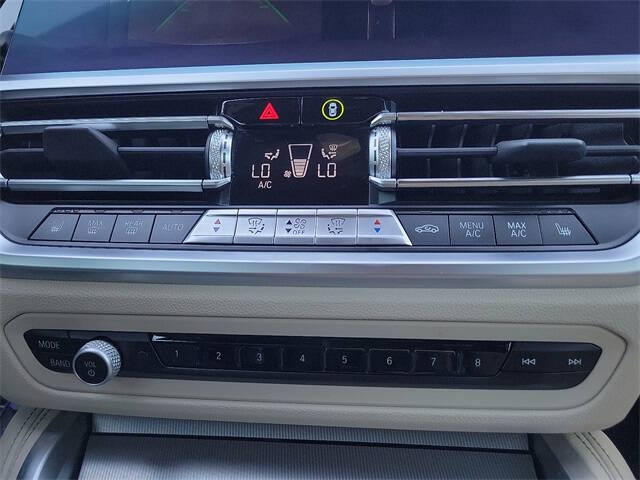 LO LO
A/C
MAX REAR AUTO OFF MENU A/C MAX A/C
MODE
BAND VOL 1 2 3 4 5 6 7 8